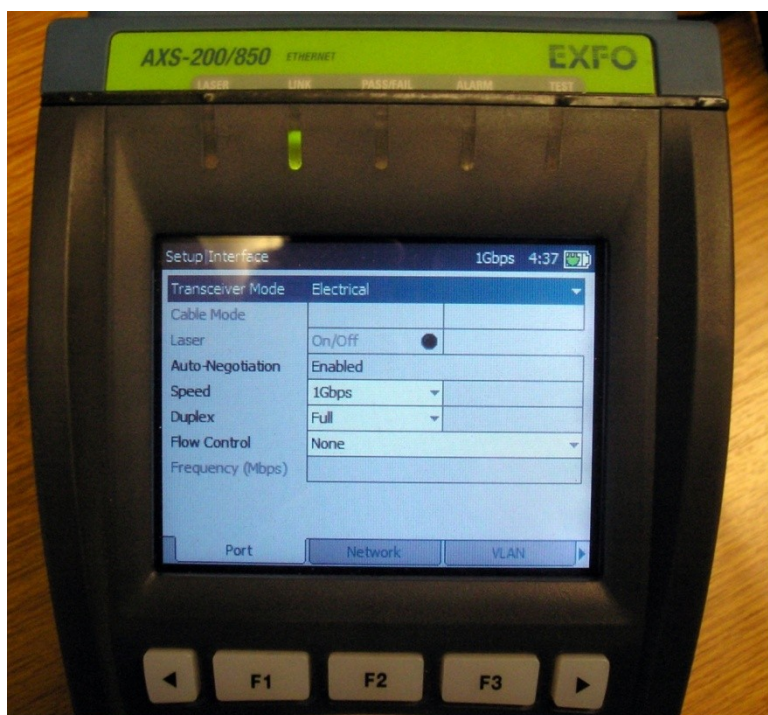 AXS-200/850 ETHERNET EXFO
LASER LINK PASS/FAIL ALARM TEST
Setup|Interface 1Gbps 4:37
Transceiver Mode Electrical
Cable Mode
Laser On/Off
Auto-Negotiation Enabled
Speed 1Gbps
Duplex Full
Flow Control None
Frequency (Mbps)
Port Network VLAN
F1 F2 F3